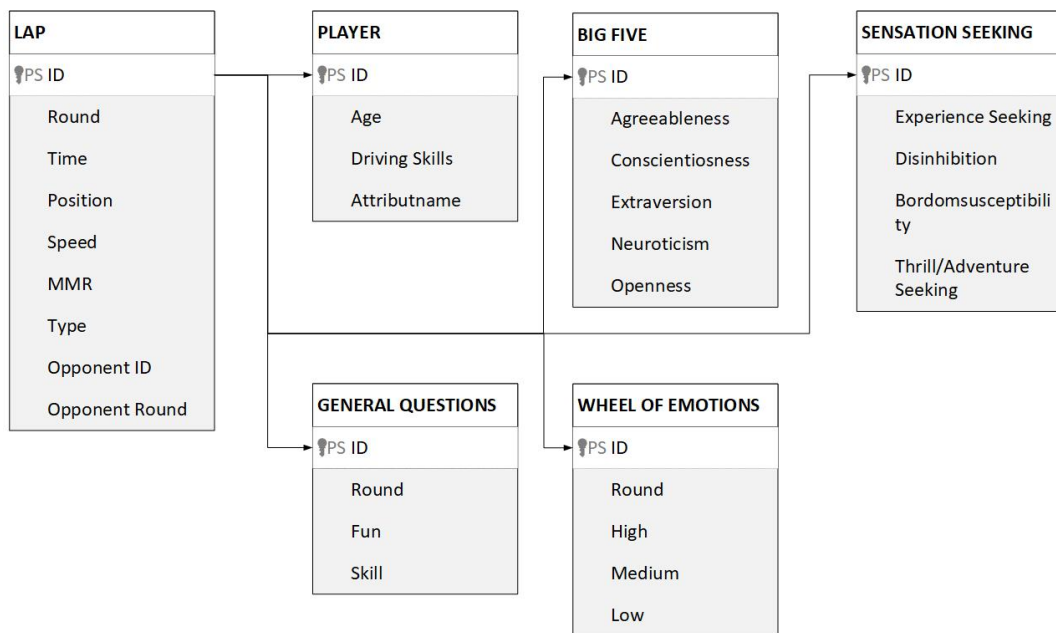 LAP
PS ID
Round
Time
Position
Speed
MMR
Type
Opponent ID
Opponent Round
PLAYER
PS ID
Age
Driving Skills
Attributname
BIG FIVE
PS ID
Agreeableness
Conscientiosness
Extraversion
Neuroticism
Openness
SENSATION SEEKING
PS ID
Experience Seeking
Disinhibition
Bordomsusceptibili
ty
Thrill/Adventure
Seeking
GENERAL QUESTIONS
PS ID
Round
Fun
Skill
WHEEL OF EMOTIONS
PS ID
Round
High
Medium
Low